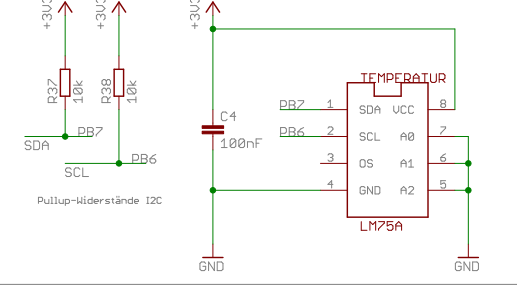 +3V3
+3V3
+3V3
R37
10k
R38
10k
PB7
SDA
PB6
SCL
Pullup-Widerstände I2C
C4
100nF
GND
TEMPERATUR
PB7 1 SDA VCC 8
PB6 2 SCL A0 7
3 OS A1 6
4 GND A2 5
LM75A
GND